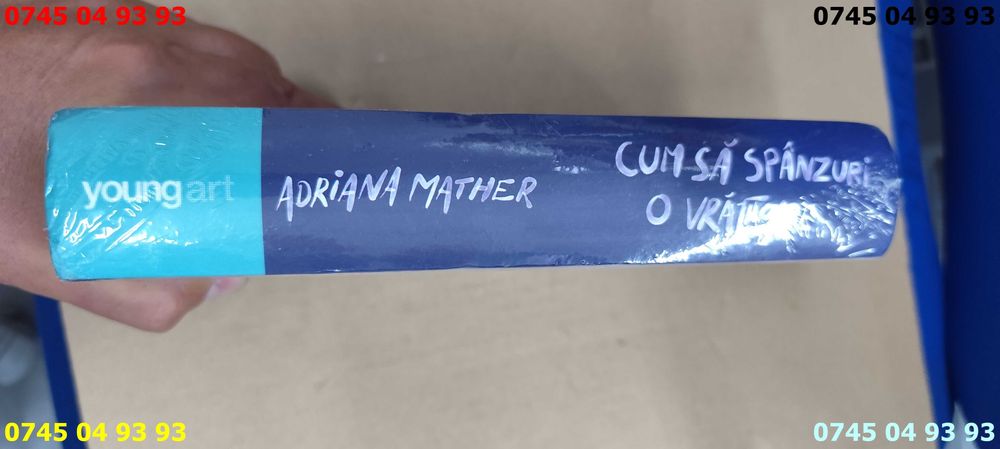 0745 04 93 93
0745 04 93 93
youngart
ADRIANA MATHER
CUM SĂ SPÂNZURI
O
0745 04 93 93
0745 04 93 93